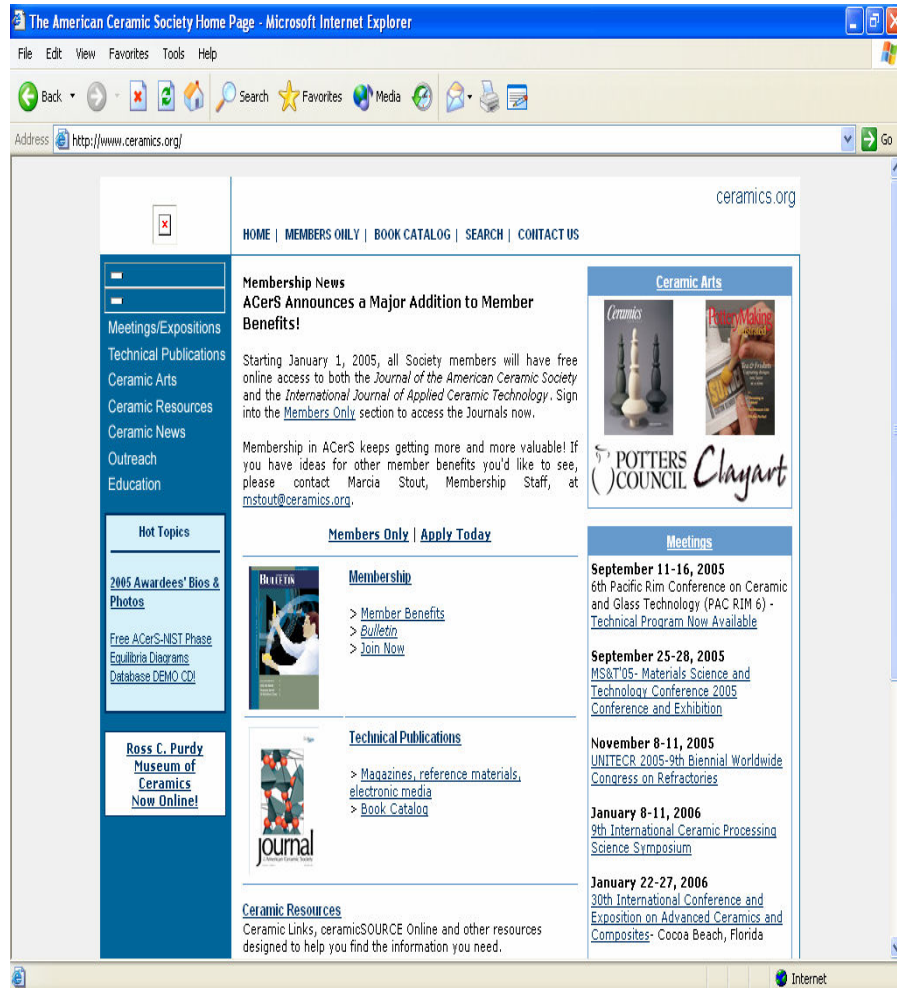 The American Ceramic Society Home Page - Microsoft Internet Explorer
File Edit View Favorites Tools Help
Back Search Favorites Media
Address http://www.ceramics.org/ Go
ceramics.org
HOME | MEMBERS ONLY | BOOK CATALOG | SEARCH | CONTACT US
Meetings/Expositions
Technical Publications
Ceramic Arts
Ceramic Resources
Ceramic News
Outreach
Education
Hot Topics
2005 Awardees' Bios &
Photos
Free ACerS-NIST Phase
Equilibria Diagrams
Database DEMO CD!
Ross C. Purdy
Museum of
Ceramics
Now Online!
Membership News
ACerS Announces a Major Addition to Member
Benefits!
Starting January 1, 2005, all Society members will have free
online access to both the Journal of the American Ceramic Society
and the International Journal of Applied Ceramic Technology. Sign
into the Members Only section to access the Journals now.
Membership in ACerS keeps getting more and more valuable! If
you have ideas for other member benefits you'd like to see,
please contact Marcia Stout, Membership Staff, at
mstout@ceramics.org.
Members Only | Apply Today
BULLETIN
Membership
> Member Benefits
> Bulletin
> Join Now
journal
Technical Publications
> Magazines, reference materials,
electronic media
> Book Catalog
Ceramic Resources
Ceramic Links, ceramicSOURCE Online and other resources
designed to help you find the information you need.
Ceramic Arts
Ceramics
PotteryMaking
Illustrated
POTTERS
COUNCIL
Clayart
Meetings
September 11-16, 2005
6th Pacific Rim Conference on Ceramic
and Glass Technology (PAC RIM 6) -
Technical Program Now Available
September 25-28, 2005
MS&T'05- Materials Science and
Technology Conference 2005
Conference and Exhibition
November 8-11, 2005
UNITECR 2005-9th Biennial Worldwide
Congress on Refractories
January 8-11, 2006
9th International Ceramic Processing
Science Symposium
January 22-27, 2006
30th International Conference and
Exposition on Advanced Ceramics and
Composites- Cocoa Beach, Florida
Internet